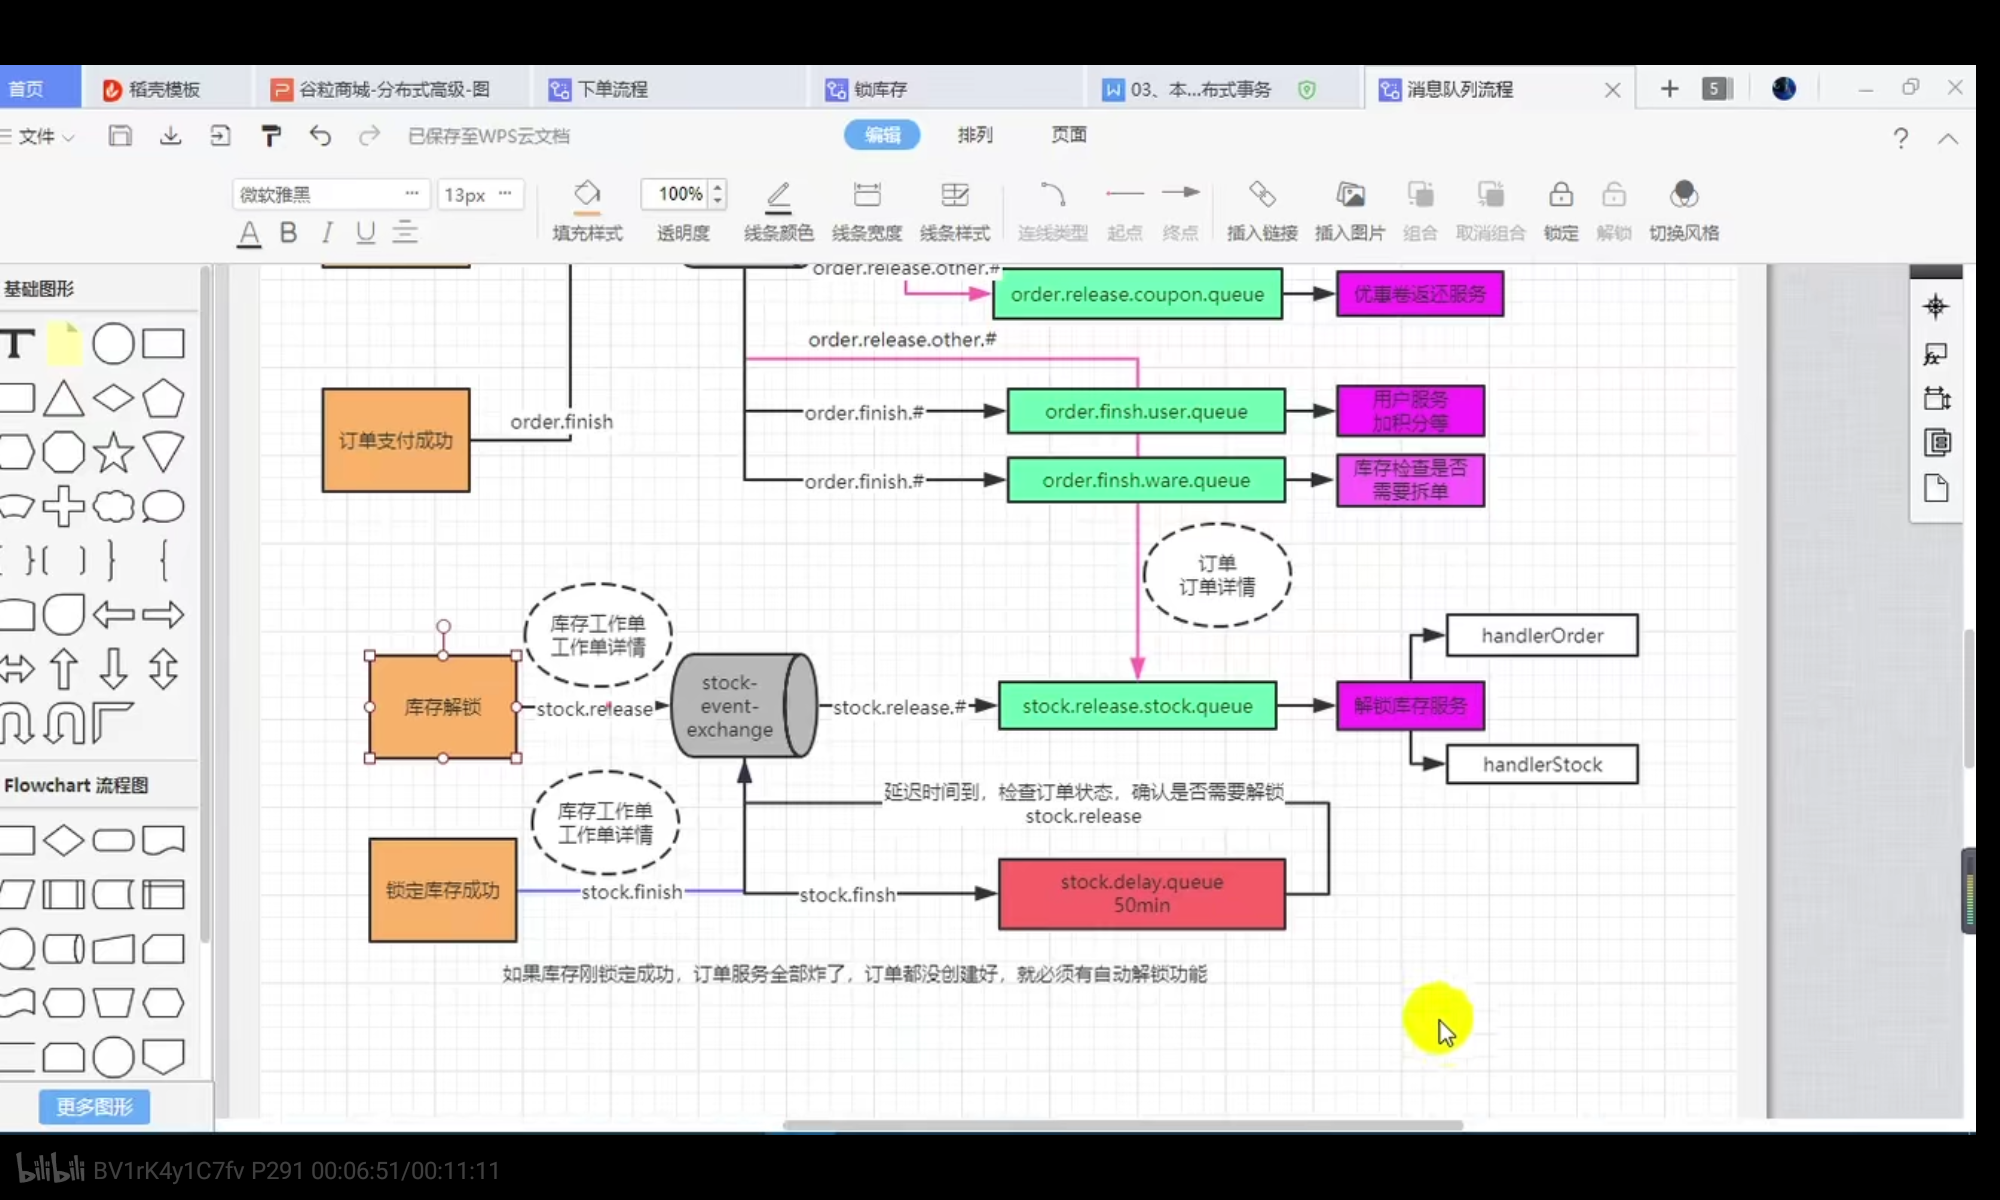 首页
稻壳模板
谷粒商城-分布式高级-图
下单流程
锁库存
03、本...布式事务
消息队列流程
5
文件
已保存至WPS云文档
编辑
排列
页面
?
微软雅黑
13px
100%
A B I U
填充样式
透明度
线条颜色
线条宽度
线条样式
连线类型
起点
终点
插入链接
插入图片
组合
取消组合
锁定
解锁
切换风格
基础图形
Flowchart 流程图
更多图形
order.release.other.#
order.release.coupon.queue
优惠卷返还服务
order.release.other.#
订单支付成功
order.finish
order.finish.#
order.finsh.user.queue
用户服务
加积分等
order.finish.#
order.finsh.ware.queue
库存检查是否
需要拆单
订单
订单详情
库存工作单
工作单详情
库存解锁
stock.release
stock-
event-
exchange
stock.release.#
stock.release.stock.queue
解锁库存服务
handlerOrder
handlerStock
库存工作单
工作单详情
延迟时间到，检查订单状态，确认是否需要解锁
stock.release
锁定库存成功
stock.finish
stock.finsh
stock.delay.queue
50min
如果库存刚锁定成功，订单服务全部炸了，订单都没创建好，就必须有自动解锁功能
bilibili BV1rK4y1C7fv P291 00:06:51/00:11:11